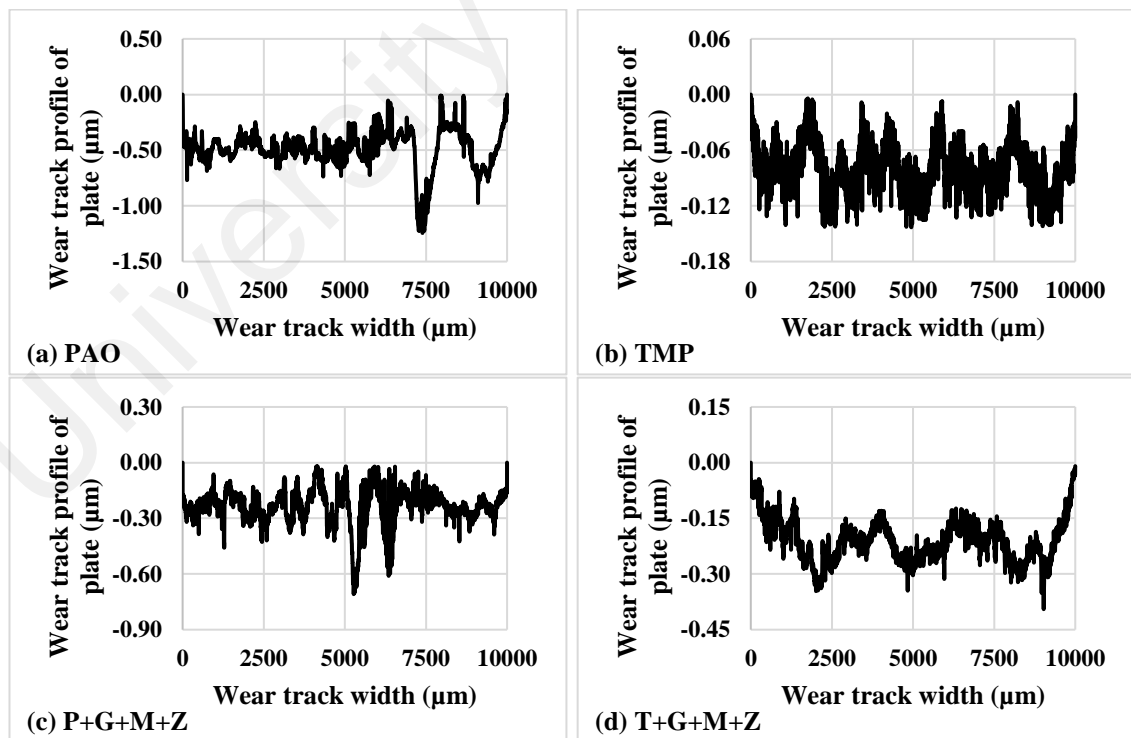 0.50
0.00
-0.50
-1.00
-1.50
Wear track profile of
plate (µm)
0 2500 5000 7500 10000
Wear track width (µm)
(a) PAO
0.06
0.00
-0.06
-0.12
-0.18
Wear track profile of
plate (µm)
0 2500 5000 7500 10000
Wear track width (µm)
(b) TMP
0.30
0.00
-0.30
-0.60
-0.90
Wear track profile of
plate (µm)
0 2500 5000 7500 10000
Wear track width (µm)
(c) P+G+M+Z
0.15
0.00
-0.15
-0.30
-0.45
Wear track profile of
plate (µm)
0 2500 5000 7500 10000
Wear track width (µm)
(d) T+G+M+Z
University